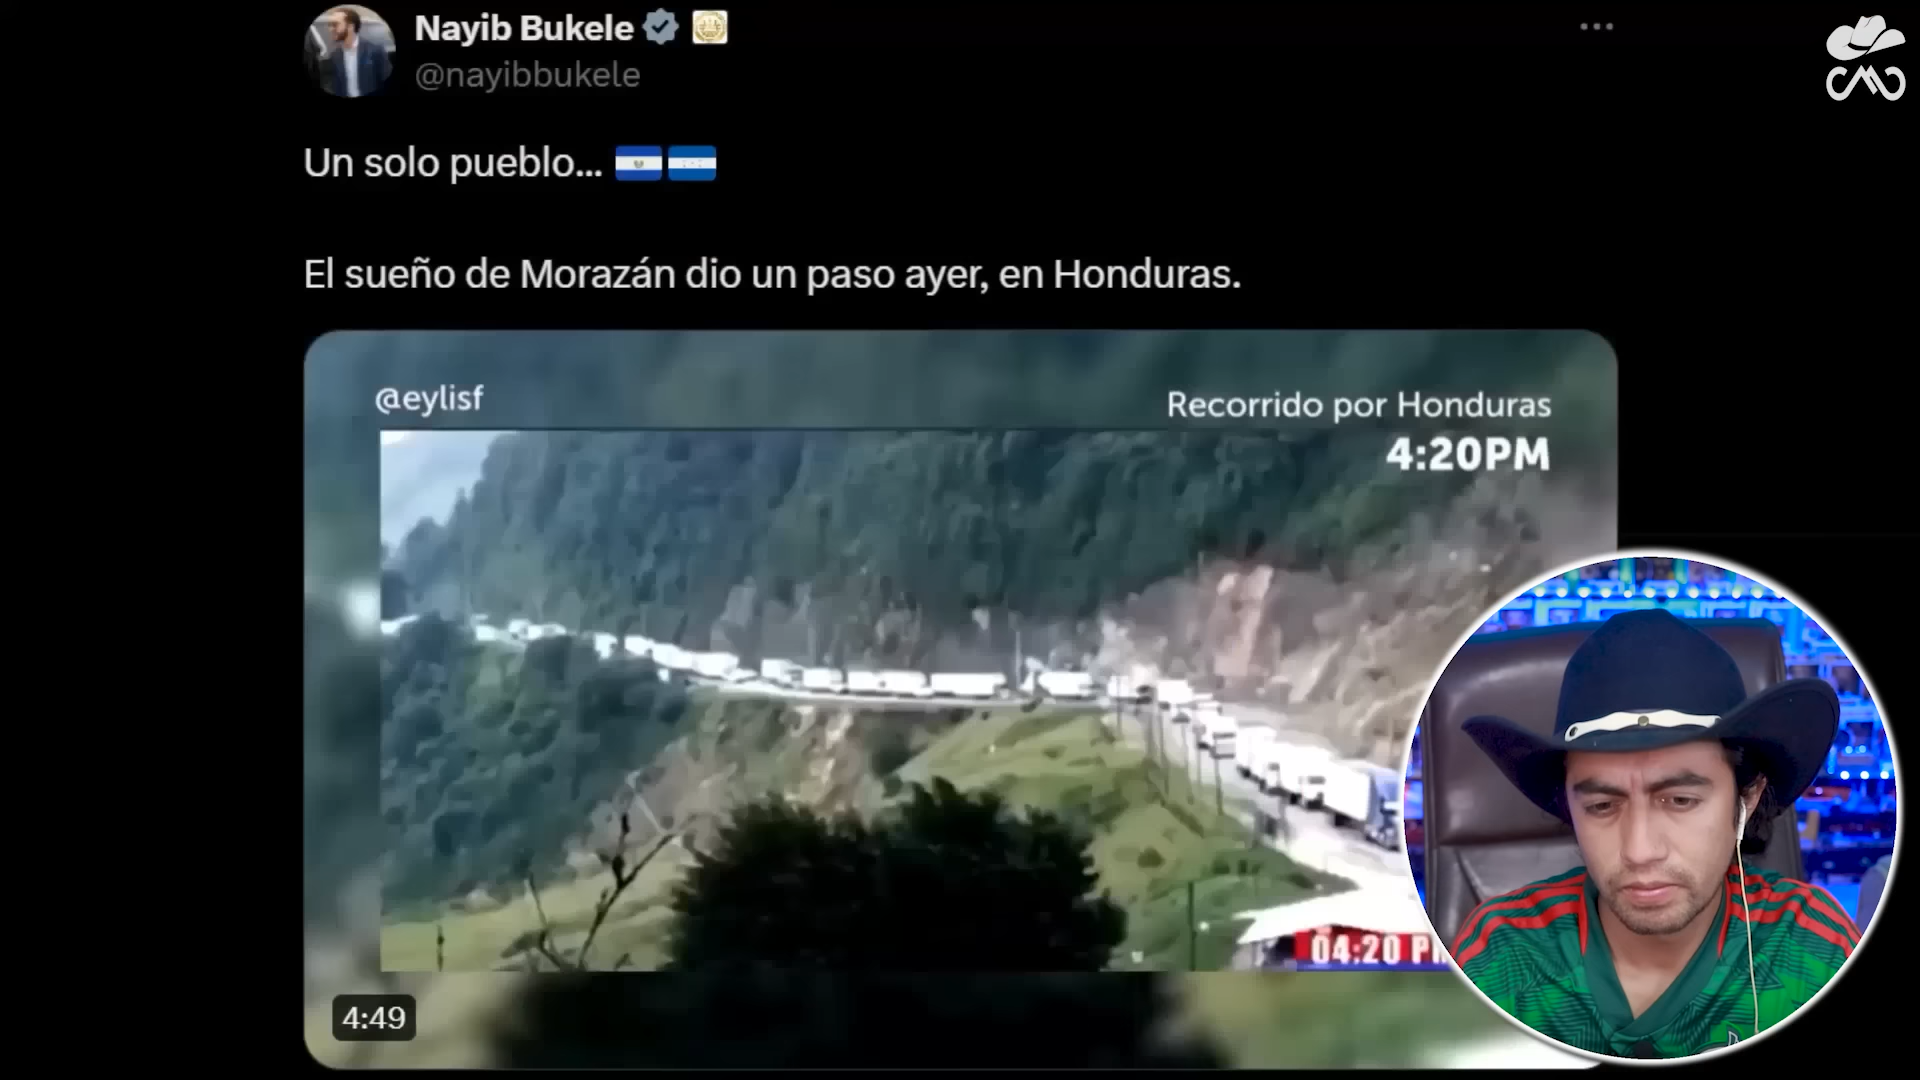 Nayib Bukele
@nayibbukele
Un solo pueblo...
El sueño de Morazán dio un paso ayer, en Honduras.
@eylisf
Recorrido por Honduras
4:20PM
04:20 P
4:49